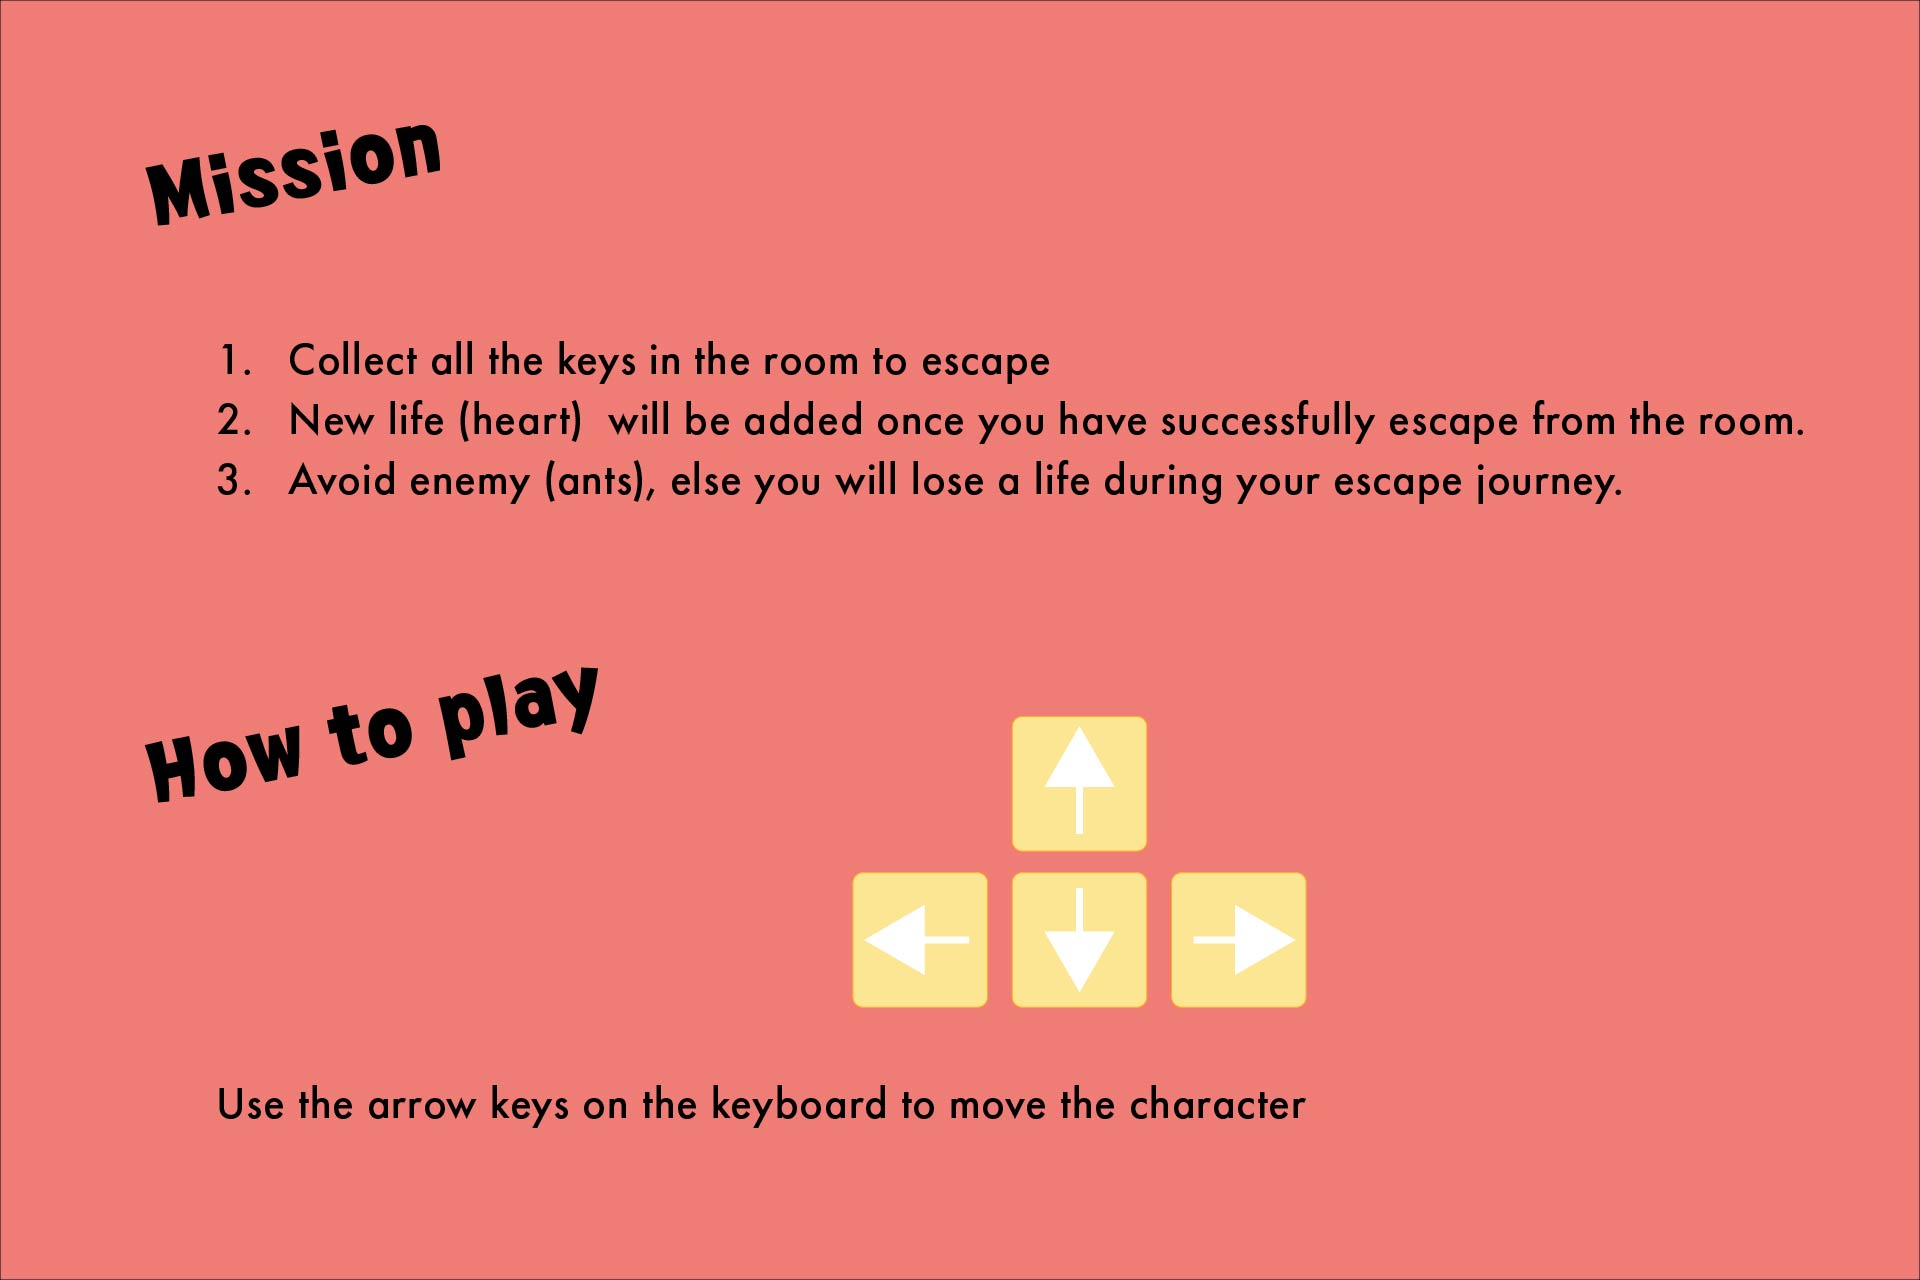 Mission
1. Collect all the keys in the room to escape
2. New life (heart)  will be added once you have successfully escape from the room.
3. Avoid enemy (ants), else you will lose a life during your escape journey.
How to play
Use the arrow keys on the keyboard to move the character